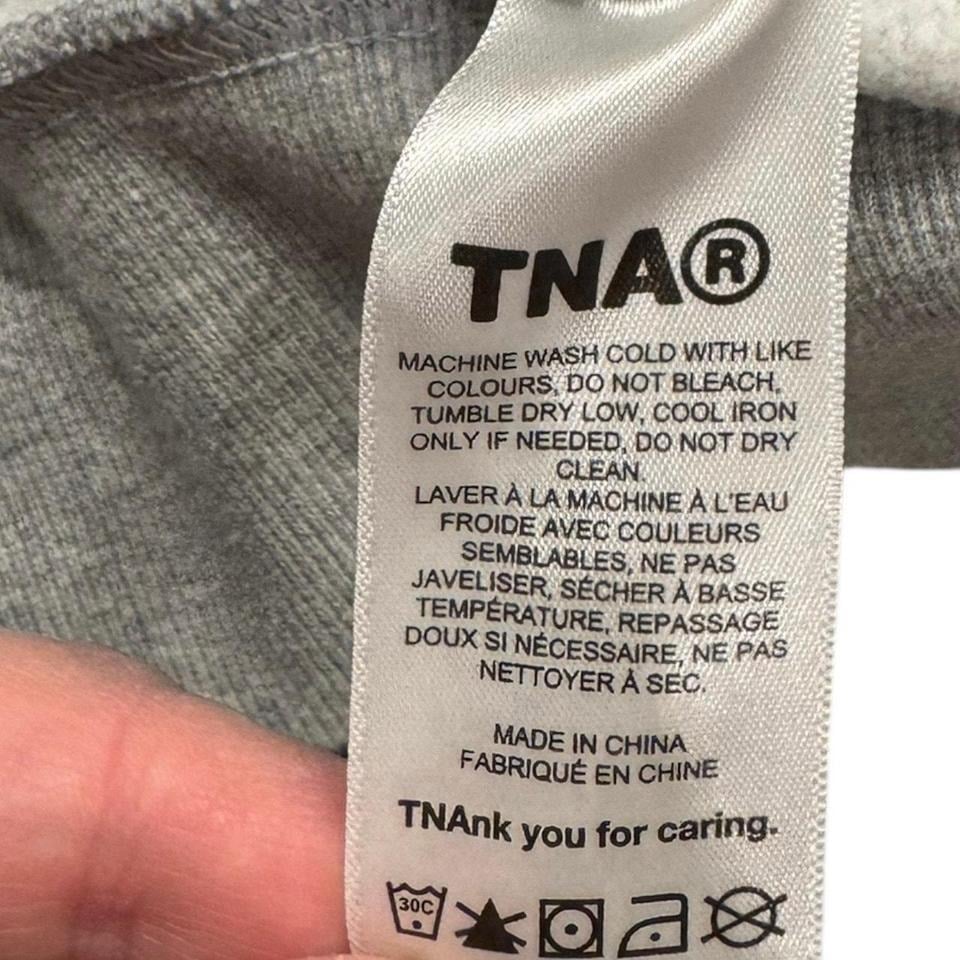 TNA®
MACHINE WASH COLD WITH LIKE
COLOURS, DO NOT BLEACH,
TUMBLE DRY LOW, COOL IRON
ONLY IF NEEDED, DO NOT DRY
CLEAN.
LAVER À LA MACHINE À L'EAU
FROIDE AVEC COULEURS
SEMBLABLES, NE PAS
JAVELISER, SÉCHER À BASSE
TEMPÉRATURE, REPASSAGE
DOUX SI NÉCESSAIRE, NE PAS
NETTOYER À SEC.
MADE IN CHINA
FABRIQUÉ EN CHINE
TNAnk you for caring.
30C